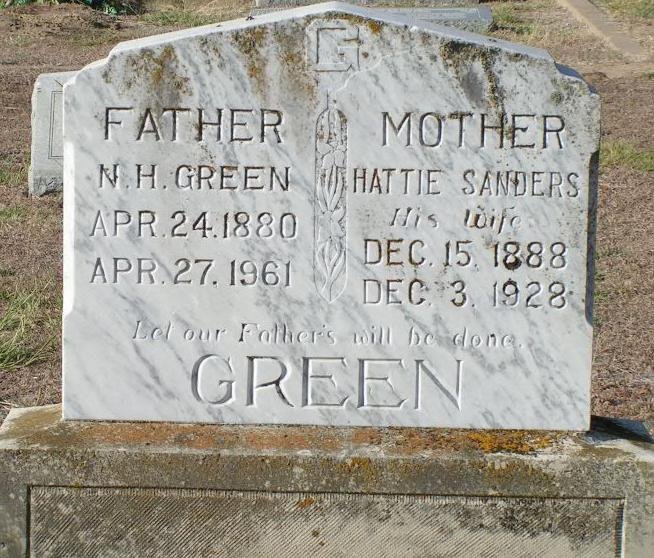 G
FATHER
N.H. GREEN
APR. 24. 1880
APR. 27. 1961
MOTHER
HATTIE SANDERS
His Wife
DEC. 15. 1888
DEC. 3. 1928
Let our Father's will be done.
GREEN